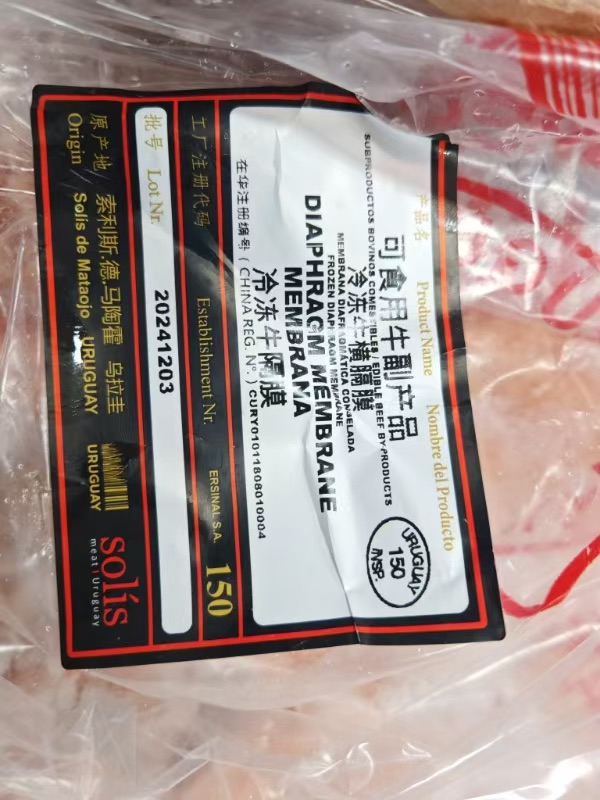 产品名 Product Name Nombre del Producto
可食用牛副产品
SUBPRODUCTOS BOVINOS COMESTIBLES / EDIBLE BEEF BY-PRODUCTS
冷冻牛横膈膜
MEMBRANA DIAFRAGMÁTICA CONGELADA
FROZEN DIAPHRAGM MEMBRANE
DIAPHRAGM MEMBRANE
MEMBRANA
冷冻牛隔膜
在华注册编号 ( CHINA REG. Nº. ) CURY01011808010004
URUGUAY
150
INSP.
工厂注册代码 Establishment Nr. ERSINAL S.A. 150
批号 Lot Nr. 20241203
原产地 索利斯.德.马陶霍 乌拉圭
Origin Solis de Mataojo URUGUAY
URUGUAY
solís
meat | Uruguay